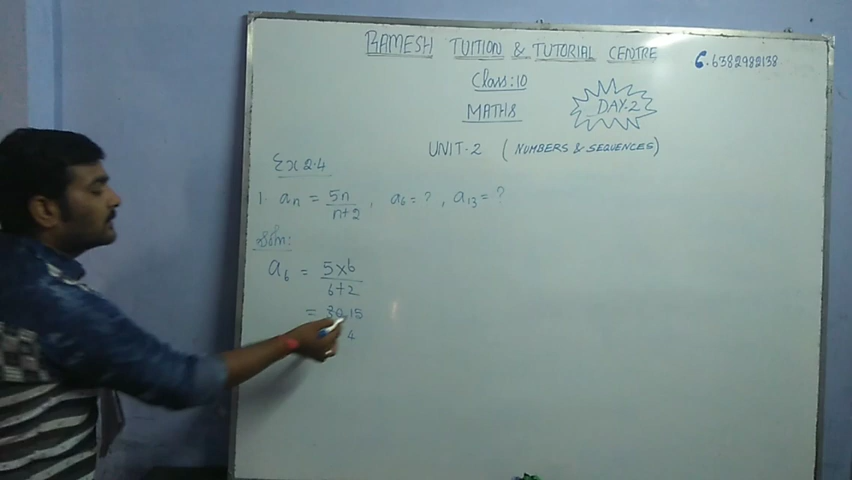 RAMESH TUITION & TUTORIAL CENTRE
6382982138
Class:10
MATHS
DAY-2
UNIT-2 (NUMBERS & SEQUENCES)
Ex 2.4
1. aₙ = 5n/n+2, a₆ = ?, a₁₃ = ?
Soln:
a₆ = 5×6/6+2
= 30 15
4